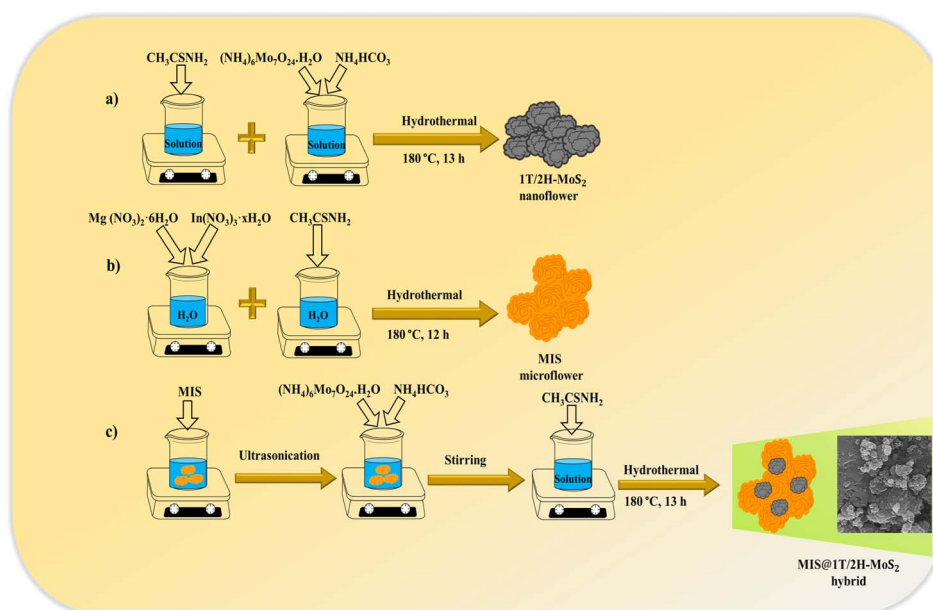 a)
CH₃CSNH₂
(NH₄)₆Mo₇O₂₄.H₂O
NH₄HCO₃
Solution
Solution
Hydrothermal
180 °C, 13 h
1T/2H-MoS₂
nanoflower
b)
Mg (NO₃)₂·6H₂O
In(NO₃)₃·xH₂O
CH₃CSNH₂
H₂O
H₂O
Hydrothermal
180 °C, 12 h
MIS
microflower
c)
MIS
Ultrasonication
(NH₄)₆Mo₇O₂₄.H₂O
NH₄HCO₃
Stirring
CH₃CSNH₂
Solution
Hydrothermal
180 °C, 13 h
MIS@1T/2H-MoS₂
hybrid